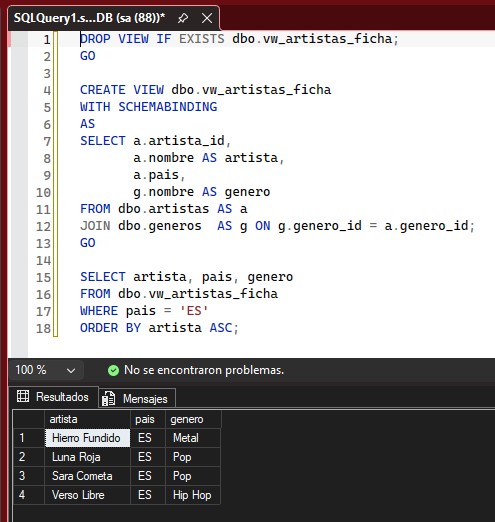 SQLQuery1.s...DB (sa (88))*
1 DROP VIEW IF EXISTS dbo.vw_artistas_ficha;
2 GO
3
4 CREATE VIEW dbo.vw_artistas_ficha
5 WITH SCHEMABINDING
6 AS
7 SELECT a.artista_id,
8 a.nombre AS artista,
9 a.pais,
10 g.nombre AS genero
11 FROM dbo.artistas AS a
12 JOIN dbo.generos  AS g ON g.genero_id = a.genero_id;
13 GO
14
15 SELECT artista, pais, genero
16 FROM dbo.vw_artistas_ficha
17 WHERE pais = 'ES'
18 ORDER BY artista ASC;
100 % No se encontraron problemas.
Resultados Mensajes
artista pais genero
1 Hierro Fundido ES Metal
2 Luna Roja ES Pop
3 Sara Cometa ES Pop
4 Verso Libre ES Hip Hop